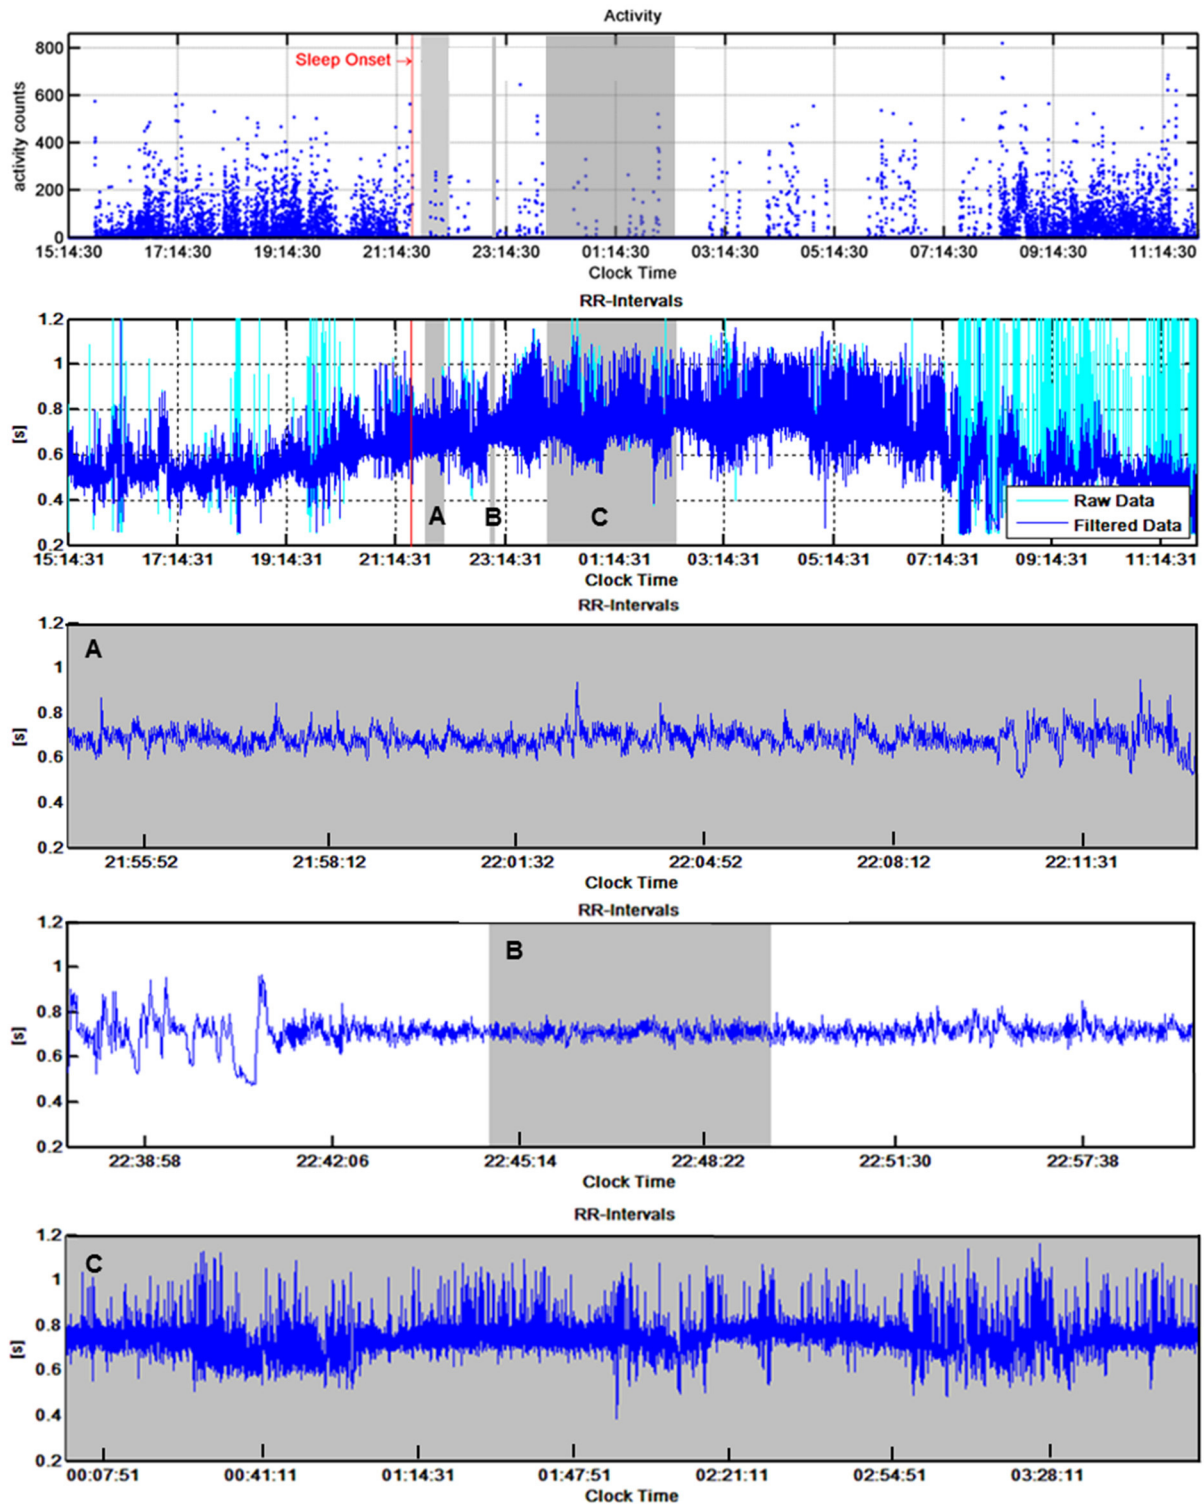 Activity
800
600
400
200
0
activity counts
Sleep Onset →
15:14:30 17:14:30 19:14:30 21:14:30 23:14:30 01:14:30 03:14:30 05:14:30 07:14:30 09:14:30 11:14:30
Clock Time
RR-Intervals
1.2
1
0.8
0.6
0.4
0.2
[s]
A B C
Raw Data
Filtered Data
15:14:31 17:14:31 19:14:31 21:14:31 23:14:31 01:14:31 03:14:31 05:14:31 07:14:31 09:14:31 11:14:31
Clock Time
RR-Intervals
A
1.2
1
0.8
0.6
0.4
0.2
[s]
21:55:52 21:58:12 22:01:32 22:04:52 22:08:12 22:11:31
Clock Time
RR-Intervals
B
1.2
1
0.8
0.6
0.4
0.2
[s]
22:38:58 22:42:06 22:45:14 22:48:22 22:51:30 22:57:38
Clock Time
RR-Intervals
C
1.2
1
0.8
0.6
0.4
0.2
[s]
00:07:51 00:41:11 01:14:31 01:47:51 02:21:11 02:54:51 03:28:11
Clock Time